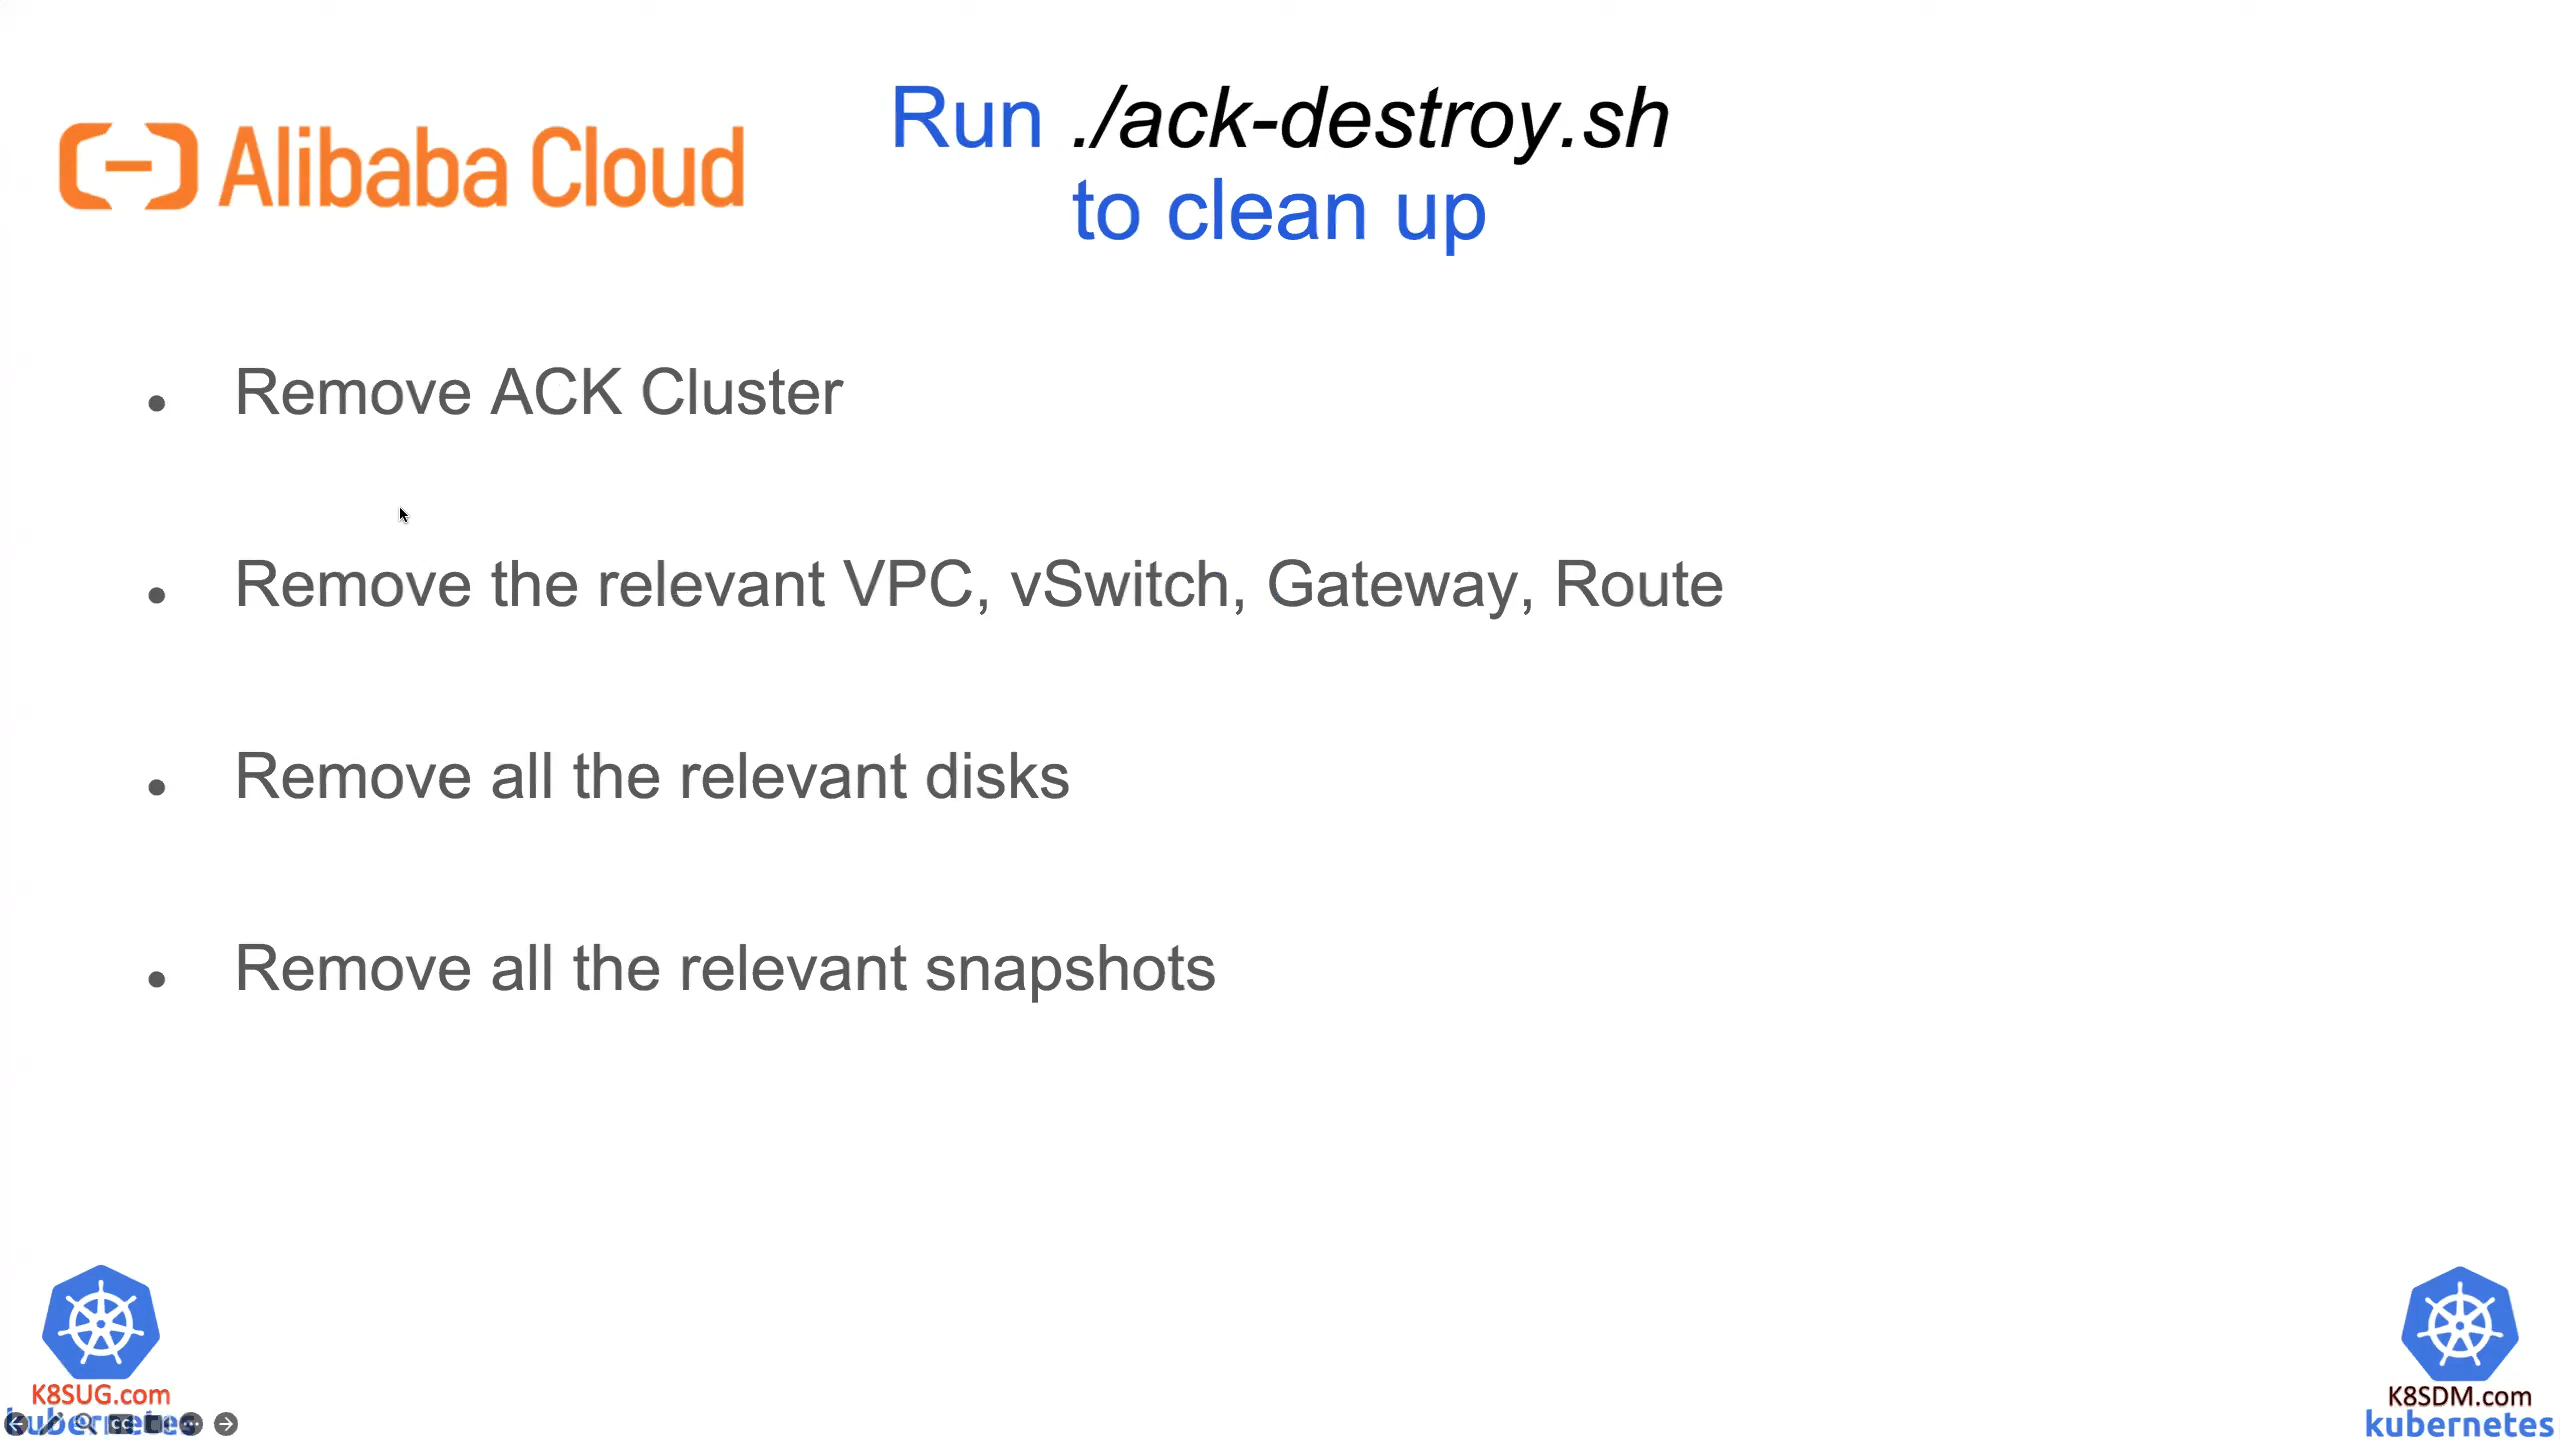 Alibaba Cloud
Run ./ack-destroy.sh
to clean up
• Remove ACK Cluster
• Remove the relevant VPC, vSwitch, Gateway, Route
• Remove all the relevant disks
• Remove all the relevant snapshots
K8SUG.com
kubernetes
K8SDM.com
kubernetes